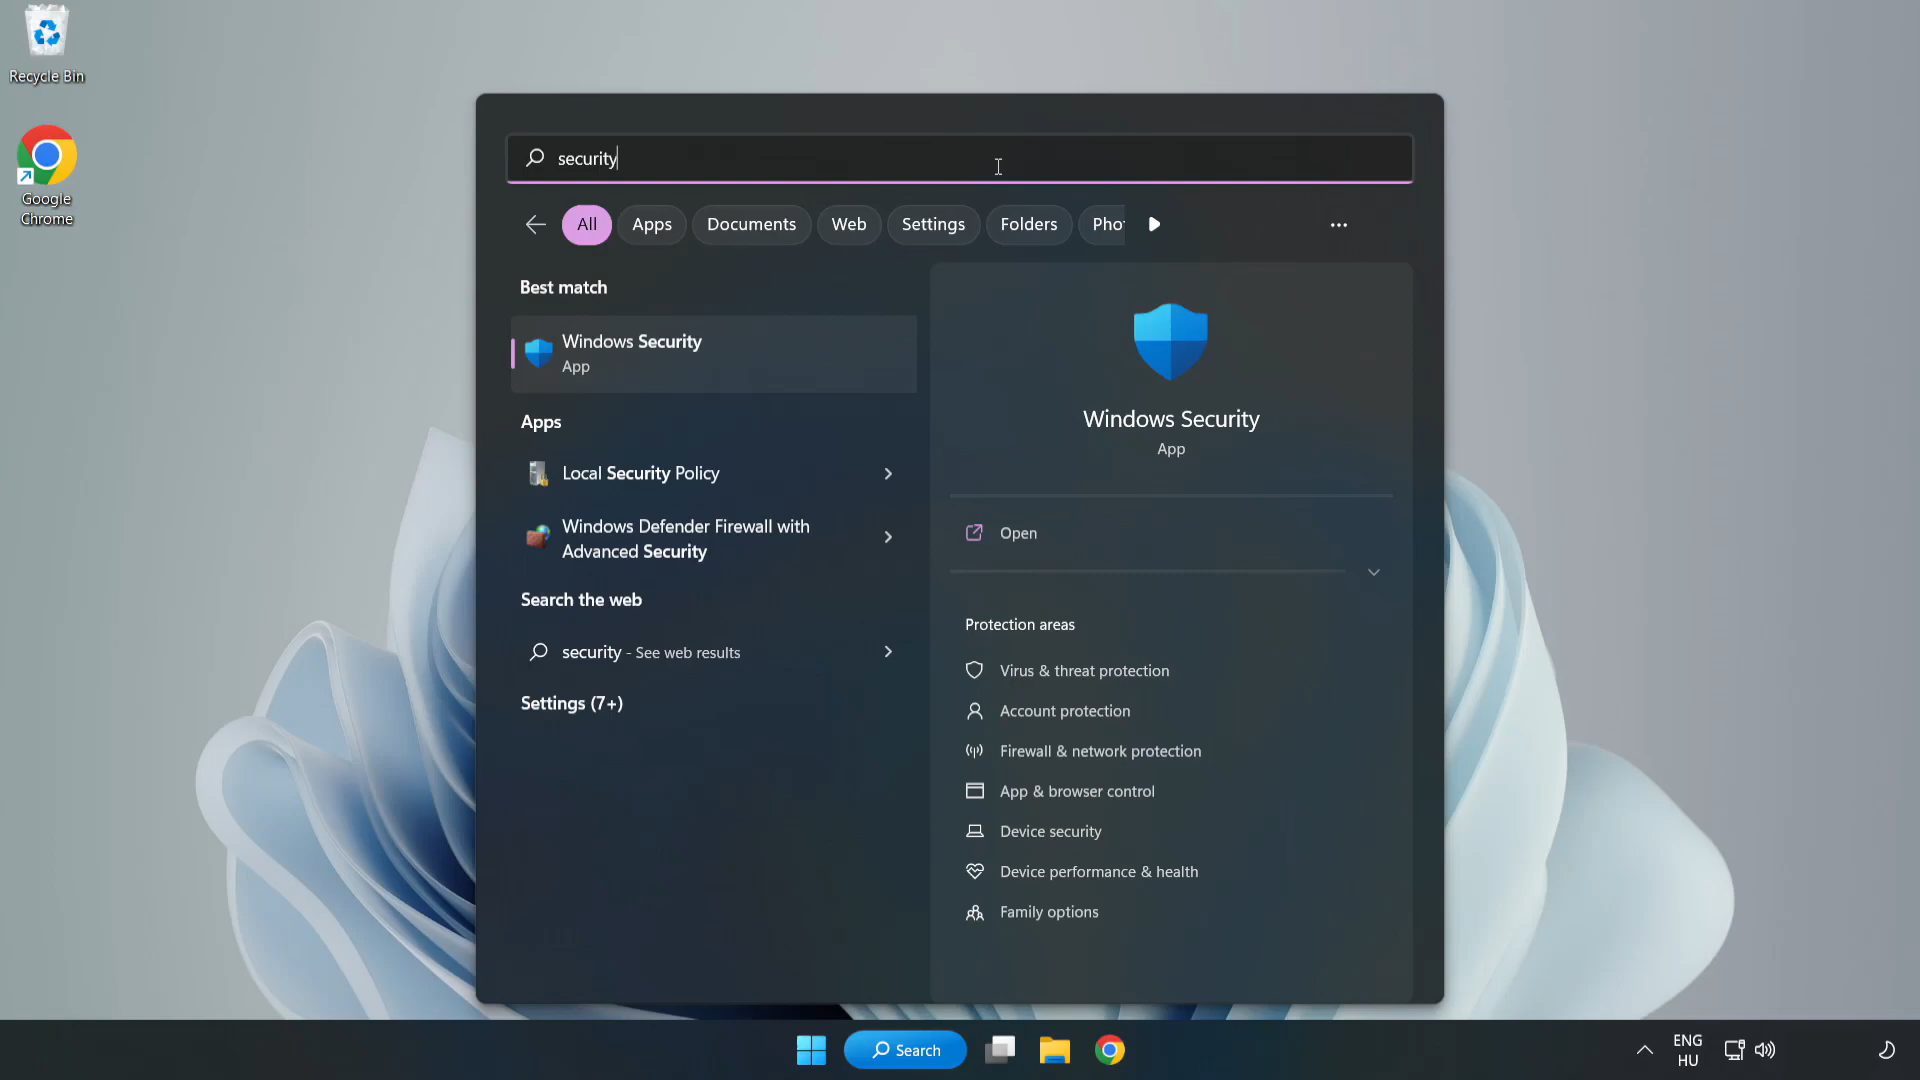 Recycle Bin
Google
Chrome
security
All
Apps
Documents
Web
Settings
Folders
Best match
Windows Security
App
Apps
Local Security Policy
Windows Defender Firewall with
Advanced Security
Search the web
security - See web results
Settings (7+)
Windows Security
App
Open
Protection areas
Virus & threat protection
Account protection
Firewall & network protection
App & browser control
Device security
Device performance & health
Family options
Search
ENG
HU